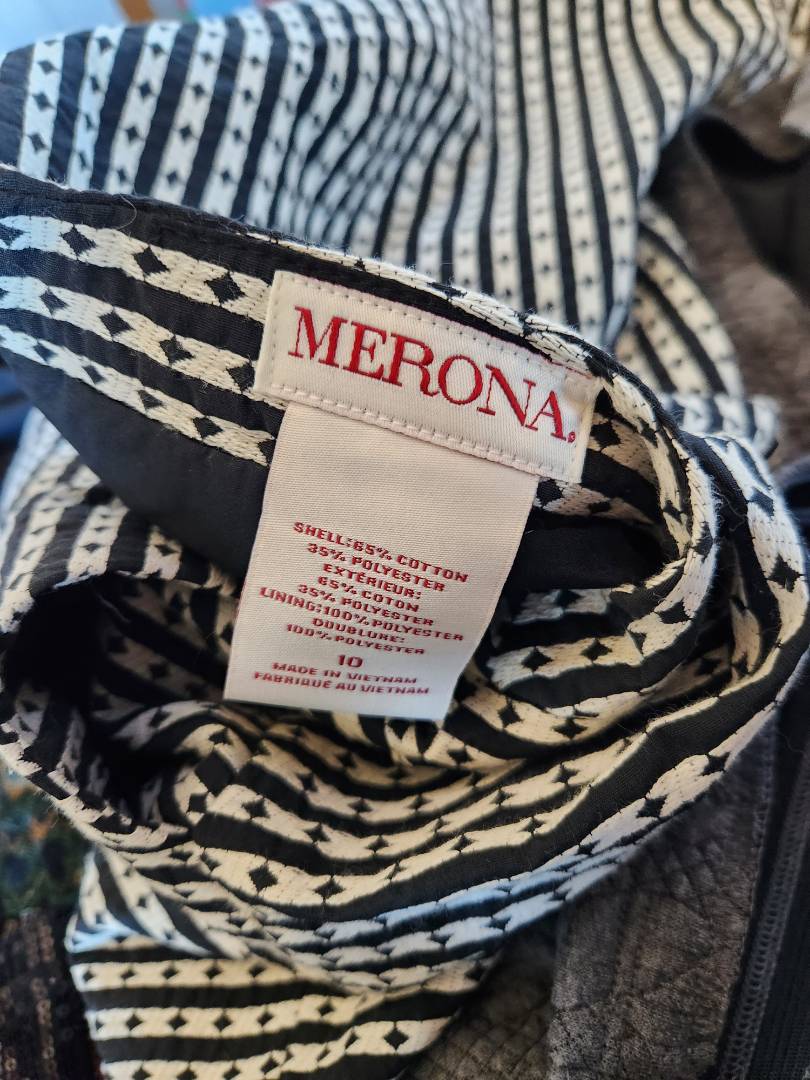 MERONA.
SHELL:65% COTTON
35% POLYESTER
EXTÉRIEUR:
65% COTON
35% POLYESTER
LINING:100% POLYESTER
DOUBLURE:
100% POLYESTER
10
MADE IN VIETNAM
FABRIQUÉ AU VIETNAM